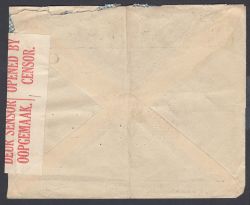 OPENED BY
CENSOR.
DEUR SENSOR
OOPGEMAAK.